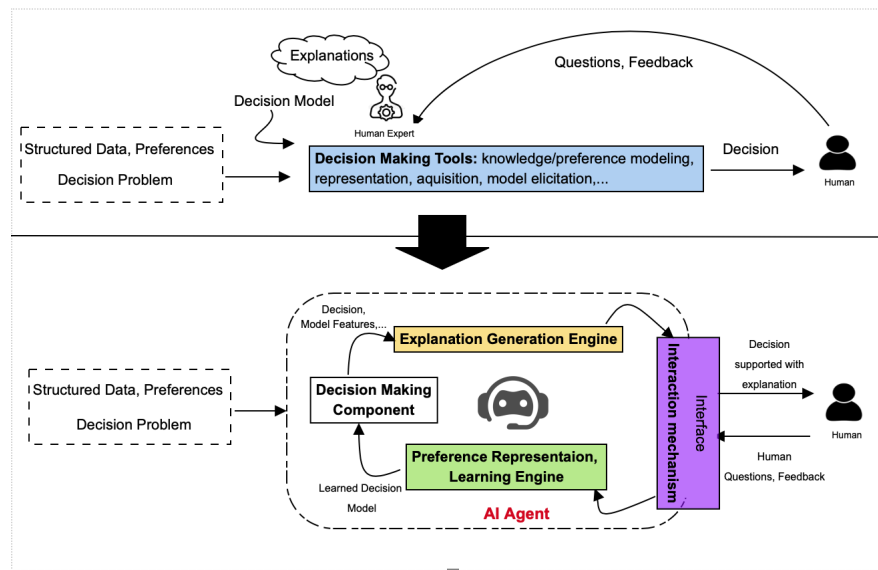 Explanations
Questions, Feedback
Decision Model
Human Expert
Structured Data, Preferences
Decision Problem
Decision Making Tools: knowledge/preference modeling,
representation, aquisition, model elicitation,...
Decision
Human
Decision,
Model Features,...
Explanation Generation Engine
Structured Data, Preferences
Decision Problem
Decision Making
Component
Interaction mechanism
Interface
Decision
supported with
explanation
Human
Preference Representaion,
Learning Engine
Human
Questions, Feedback
Learned Decision
Model
AI Agent